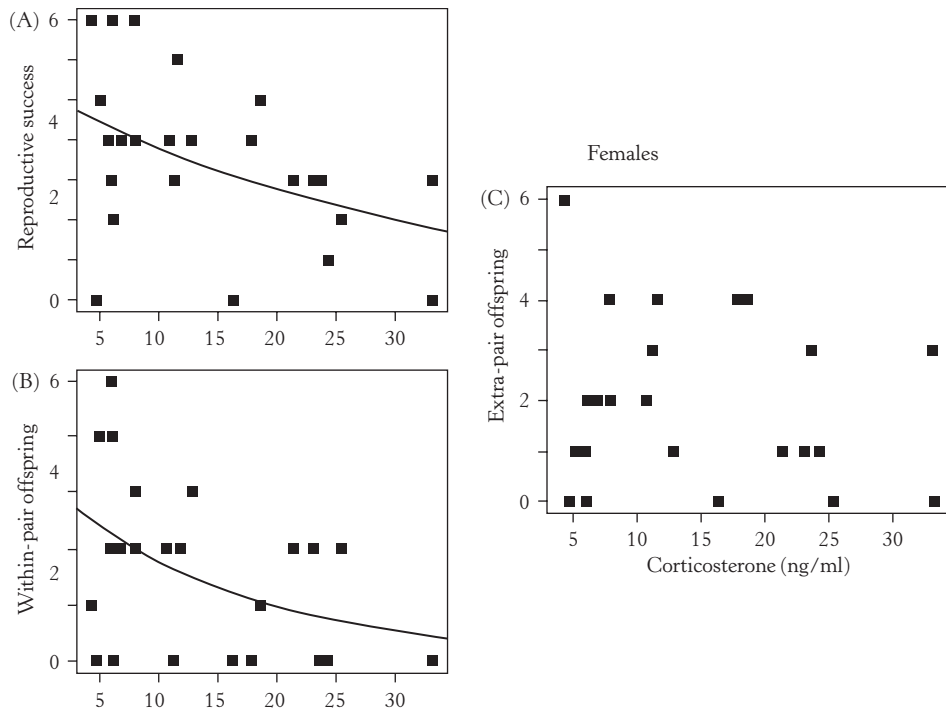 (A)
Reproductive success
6
4
2
0
5 10 15 20 25 30
(B)
Within-pair offspring
6
4
2
0
5 10 15 20 25 30
Females
(C)
Extra-pair offspring
6
4
2
0
5 10 15 20 25 30
Corticosterone (ng/ml)